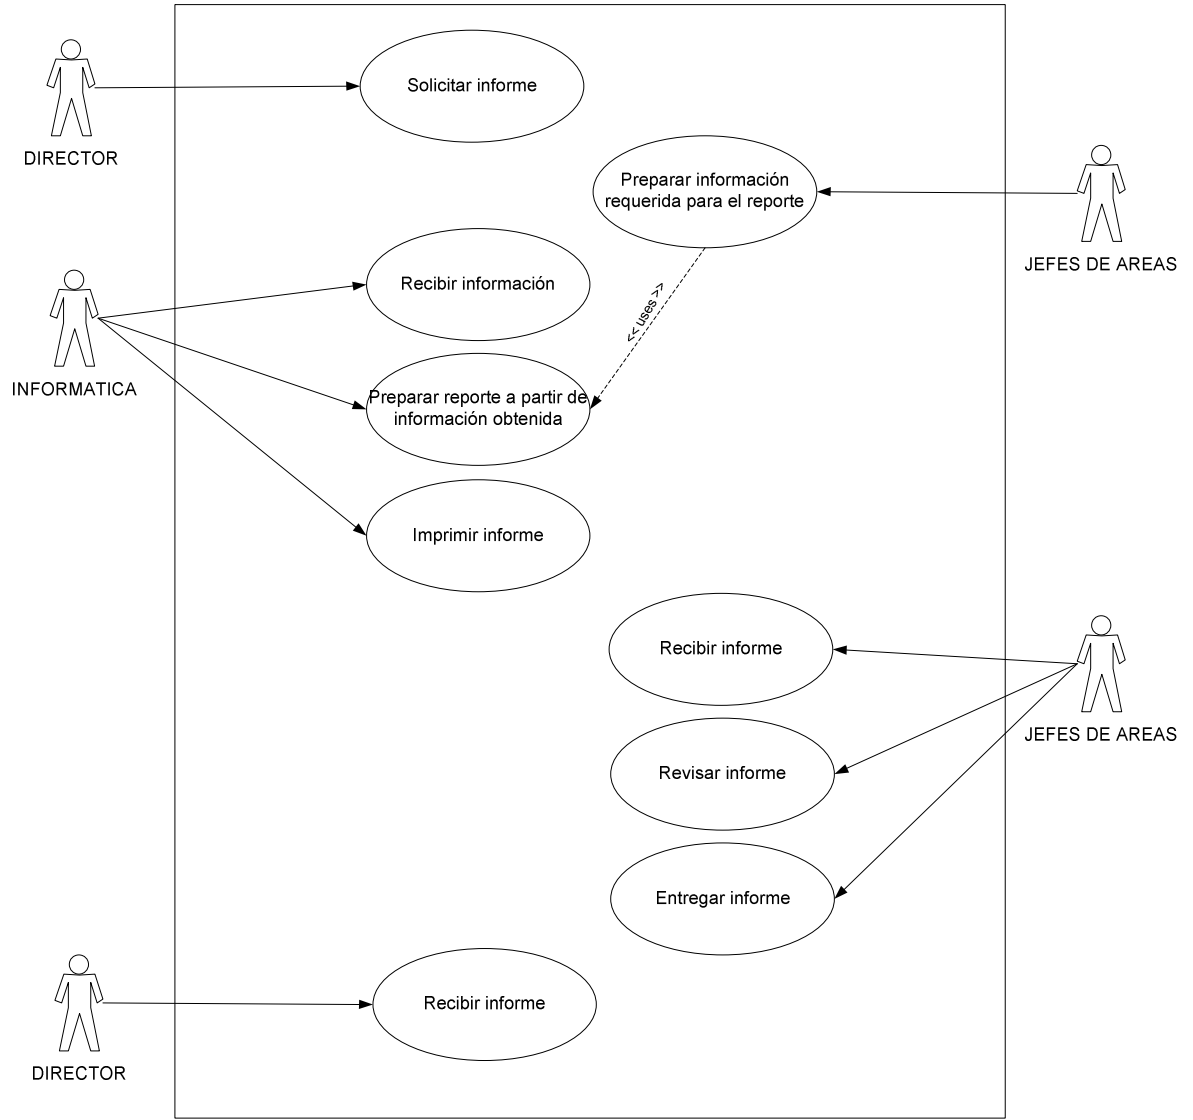 Solicitar informe
DIRECTOR
Preparar información
requerida para el reporte
JEFES DE AREAS
Recibir información
INFORMATICA
<< uses >>
Preparar reporte a partir de
información obtenida
Imprimir informe
Recibir informe
JEFES DE AREAS
Revisar informe
Entregar informe
Recibir informe
DIRECTOR